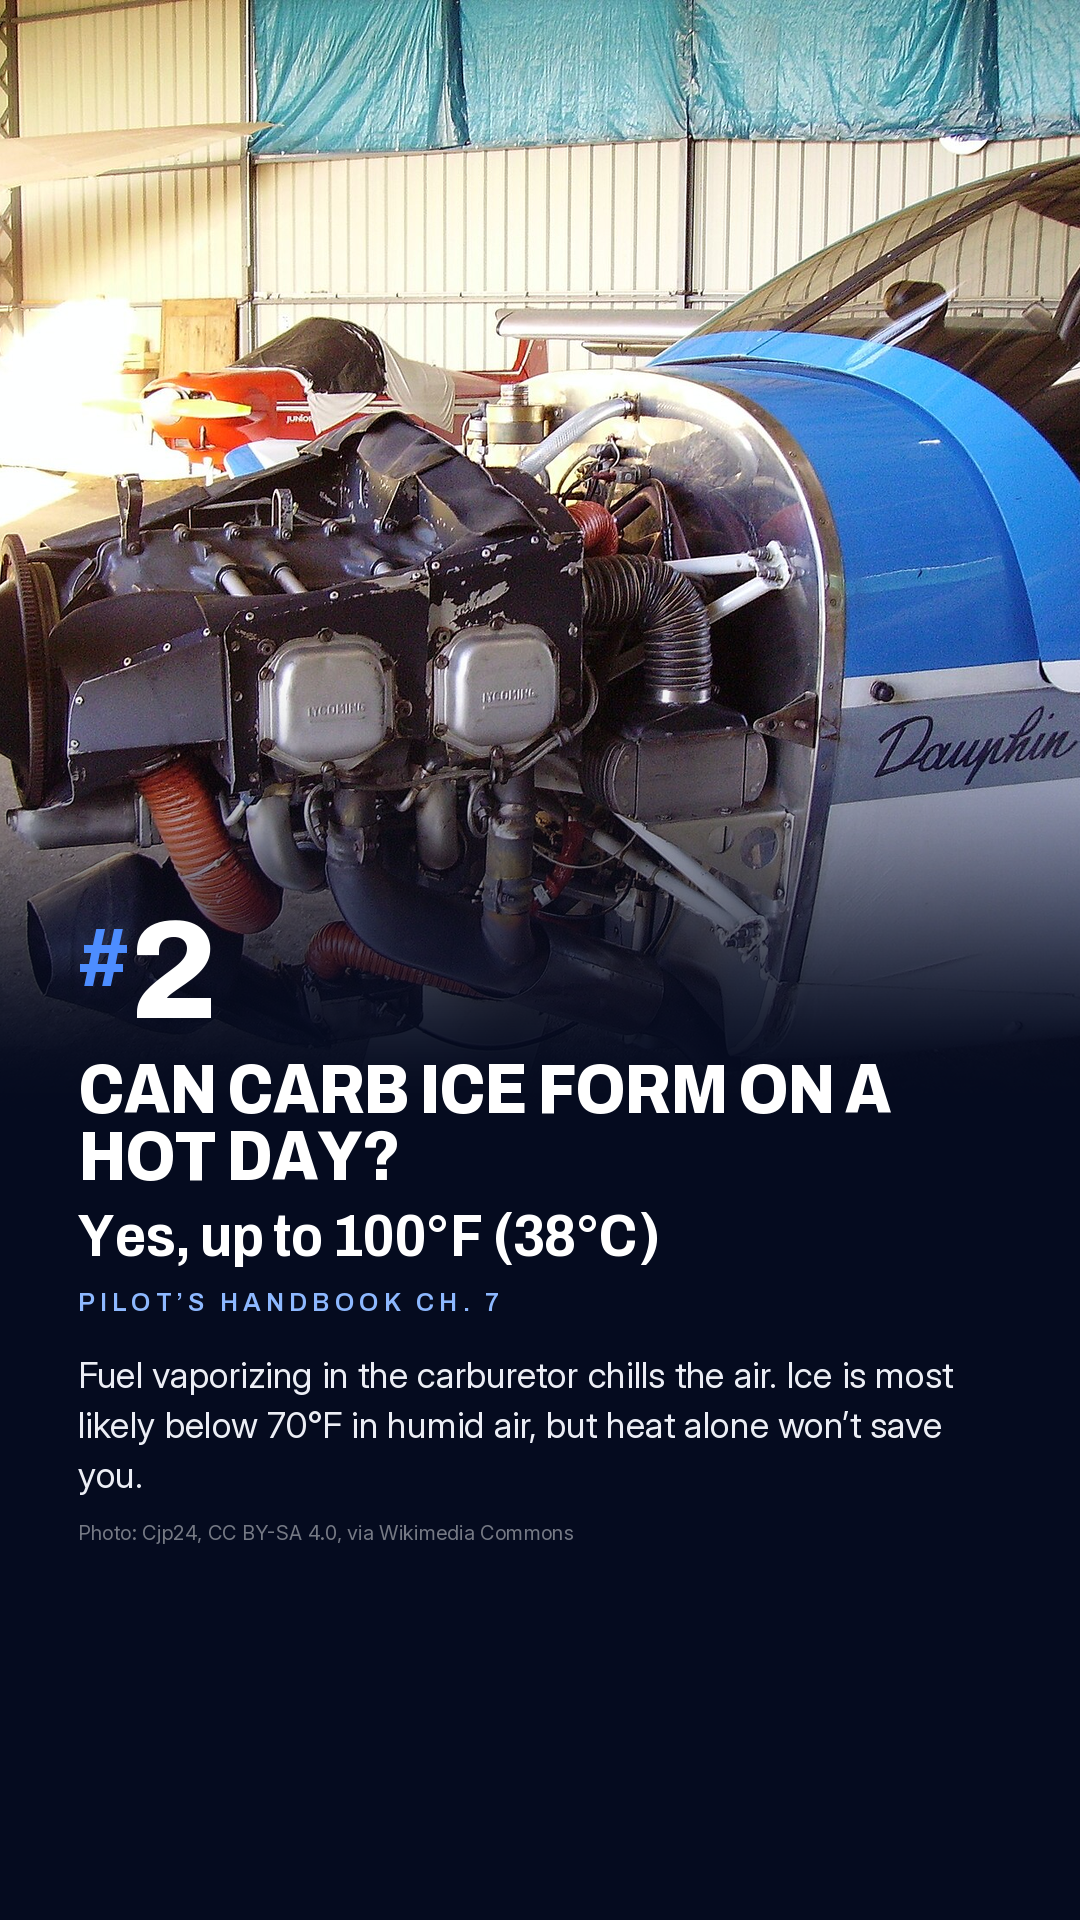 JUNIOR
LYCOMING
LYCOMING
Dauphin
#2
CAN CARB ICE FORM ON A
HOT DAY?
Yes, up to 100°F (38°C)
PILOT’S HANDBOOK CH. 7
Fuel vaporizing in the carburetor chills the air. Ice is most
likely below 70°F in humid air, but heat alone won’t save
you.
Photo: Cjp24, CC BY-SA 4.0, via Wikimedia Commons